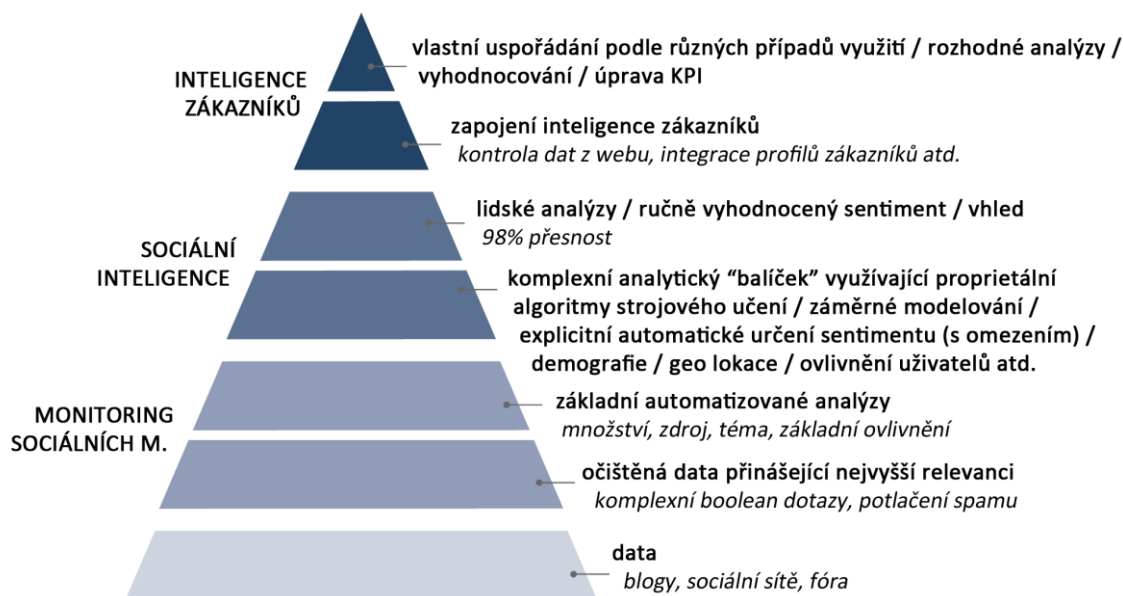 vlastní uspořádání podle různých případů využití / rozhodné analýzy /
vyhodnocování / úprava KPI
INTELIGENCE
ZÁKAZNÍKŮ
zapojení inteligence zákazníků
kontrola dat z webu, integrace profilů zákazníků atd.
lidské analýzy / ručně vyhodnocený sentiment / vhled
98% přesnost
SOCIÁLNÍ
INTELIGENCE
komplexní analytický “balíček” využívající proprietální
algoritmy strojového učení / záměrné modelování /
explicitní automatické určení sentimentu (s omezením) /
demografie / geo lokace / ovlivnění uživatelů atd.
základní automatizované analýzy
množství, zdroj, téma, základní ovlivnění
MONITORING
SOCIÁLNÍCH M.
očištěná data přinášející nejvyšší relevanci
komplexní boolean dotazy, potlačení spamu
data
blogy, sociální sítě, fóra